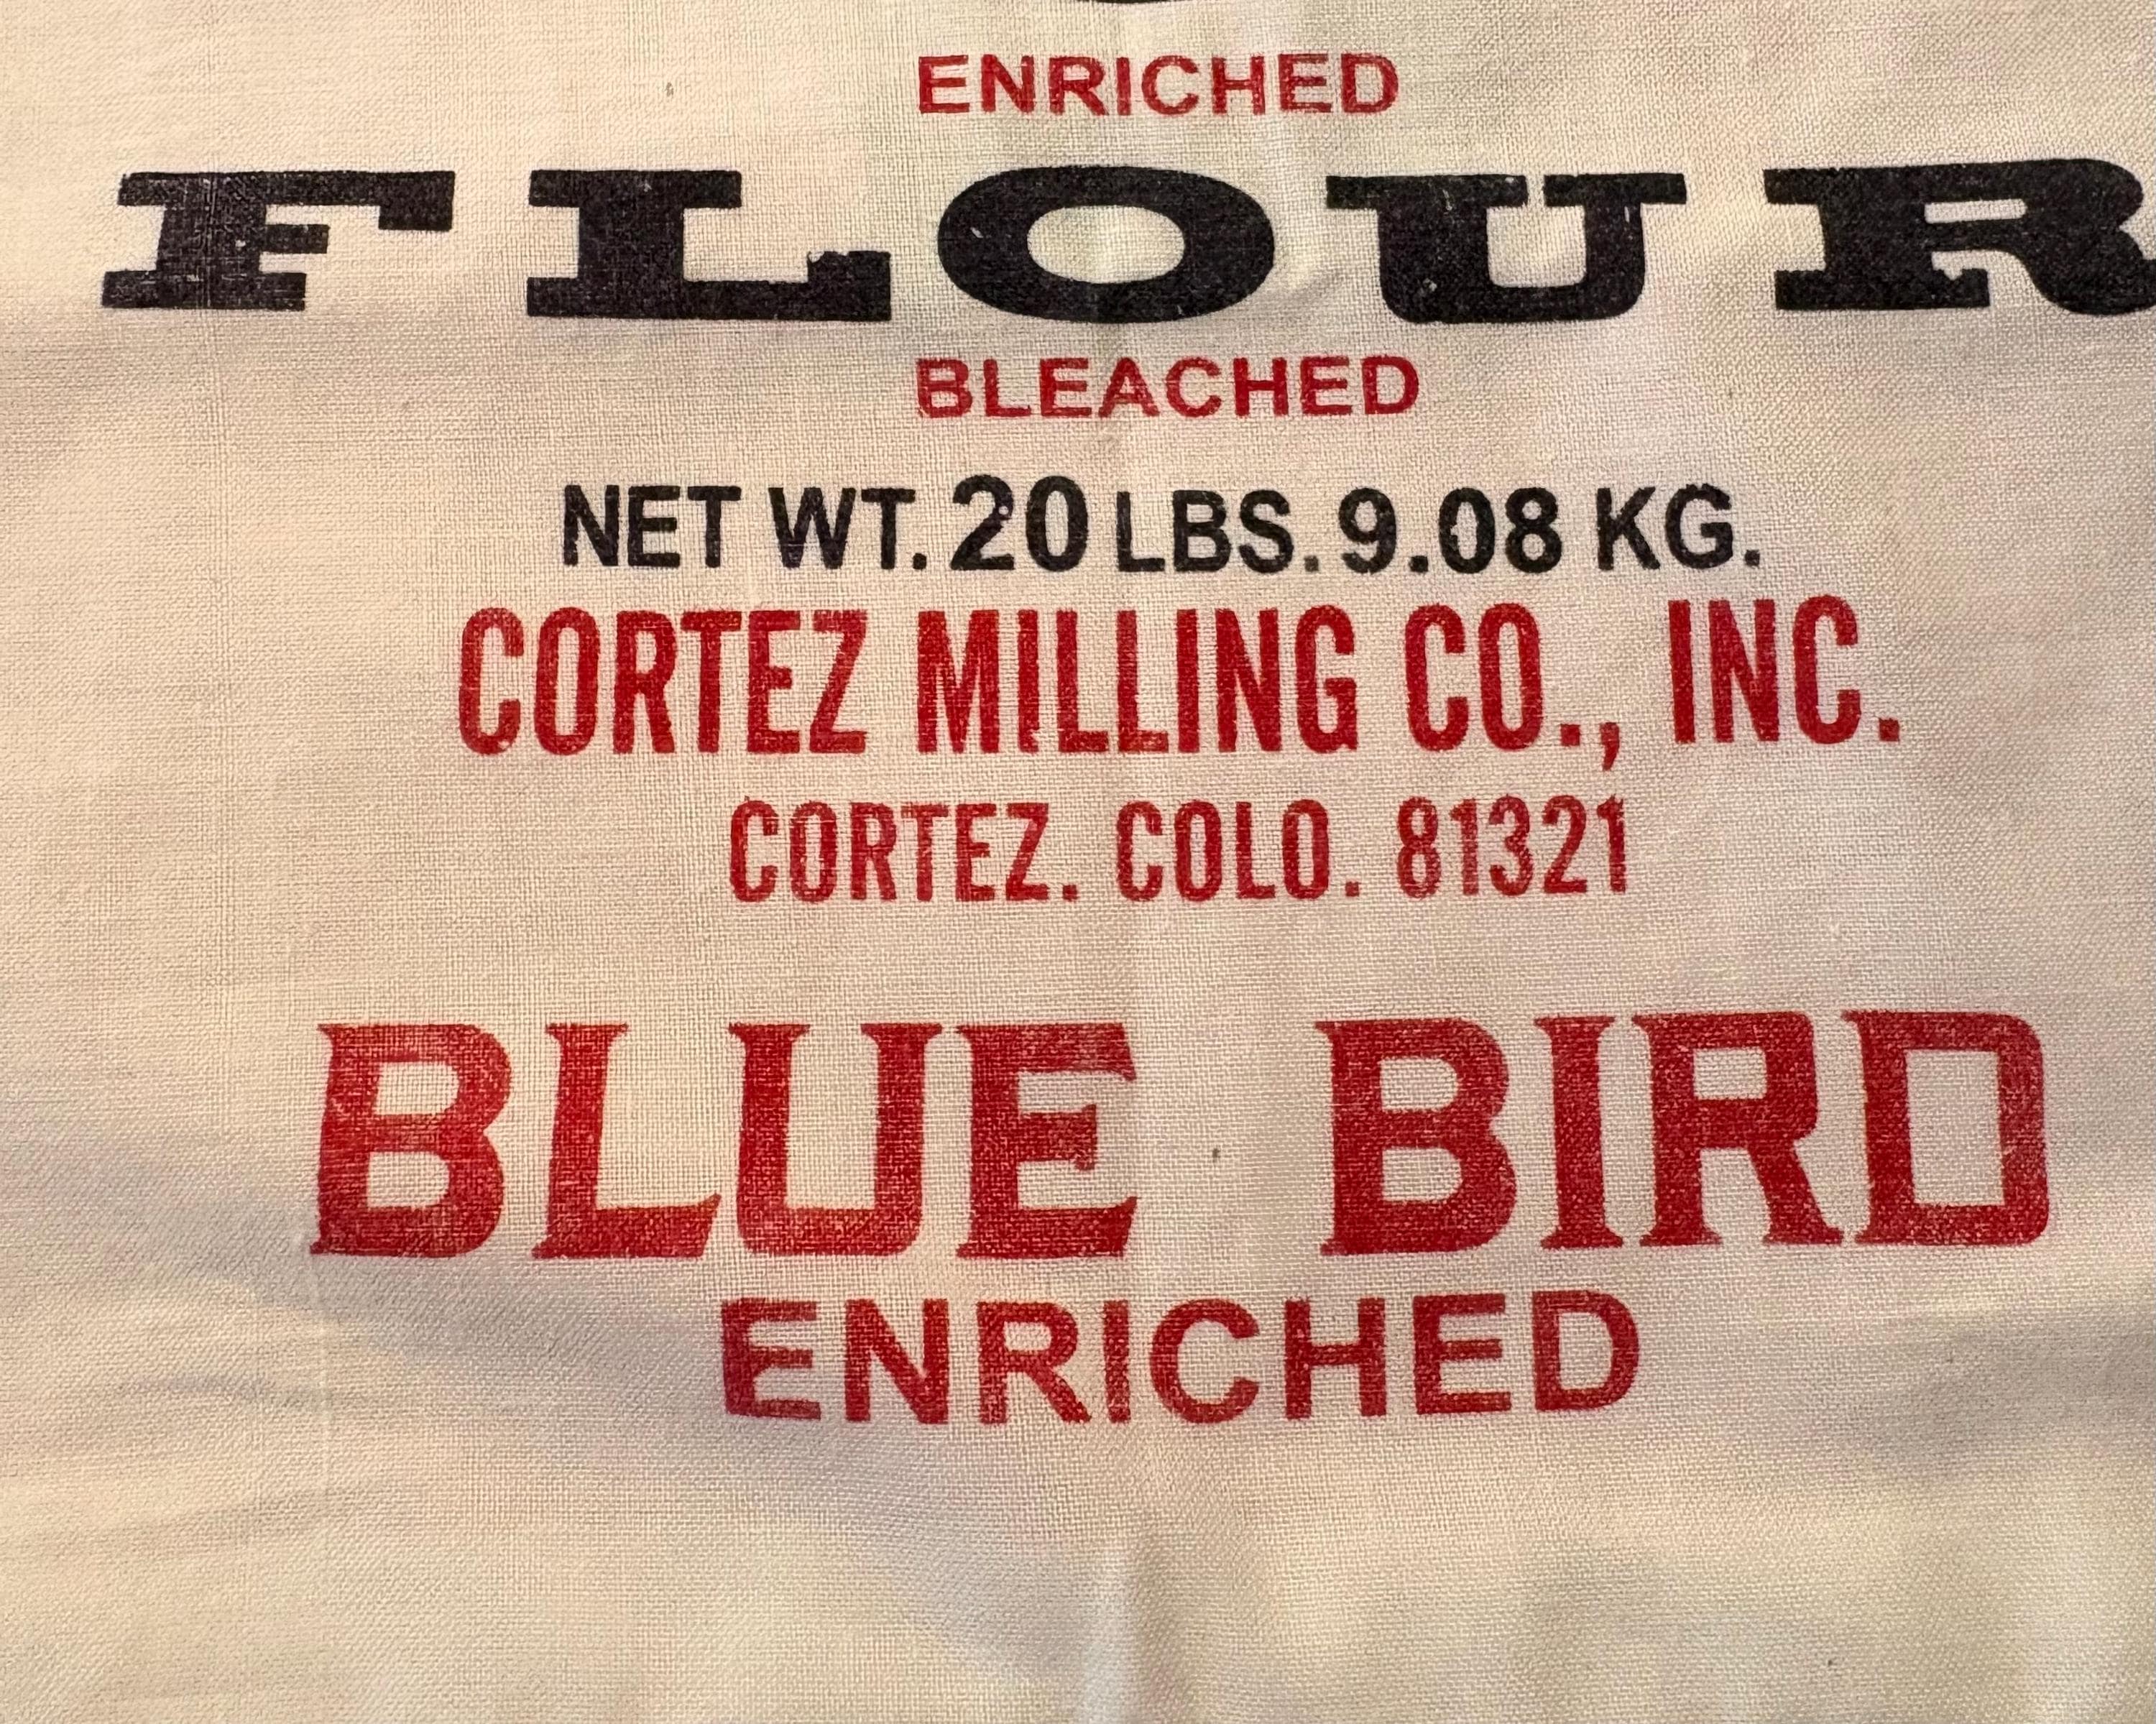 ENRICHED
FLOUR
BLEACHED
NET WT. 20 LBS. 9.08 KG.
CORTEZ MILLING CO., INC.
CORTEZ. COLO. 81321
BLUE BIRD
ENRICHED